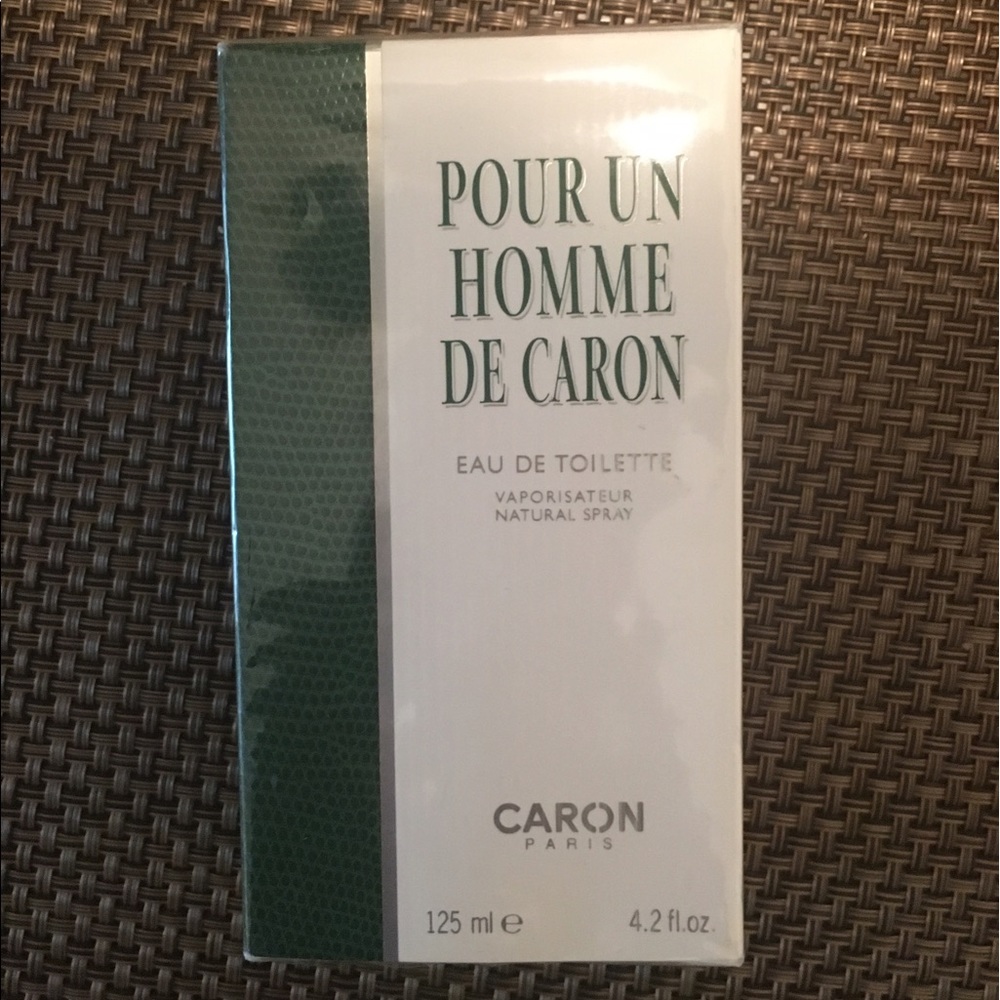 POUR UN
HOMME
DE CARON
EAU DE TOILETTE
VAPORISATEUR
NATURAL SPRAY
CARON
PARIS
125 ml ℮ 4.2 fl.oz.